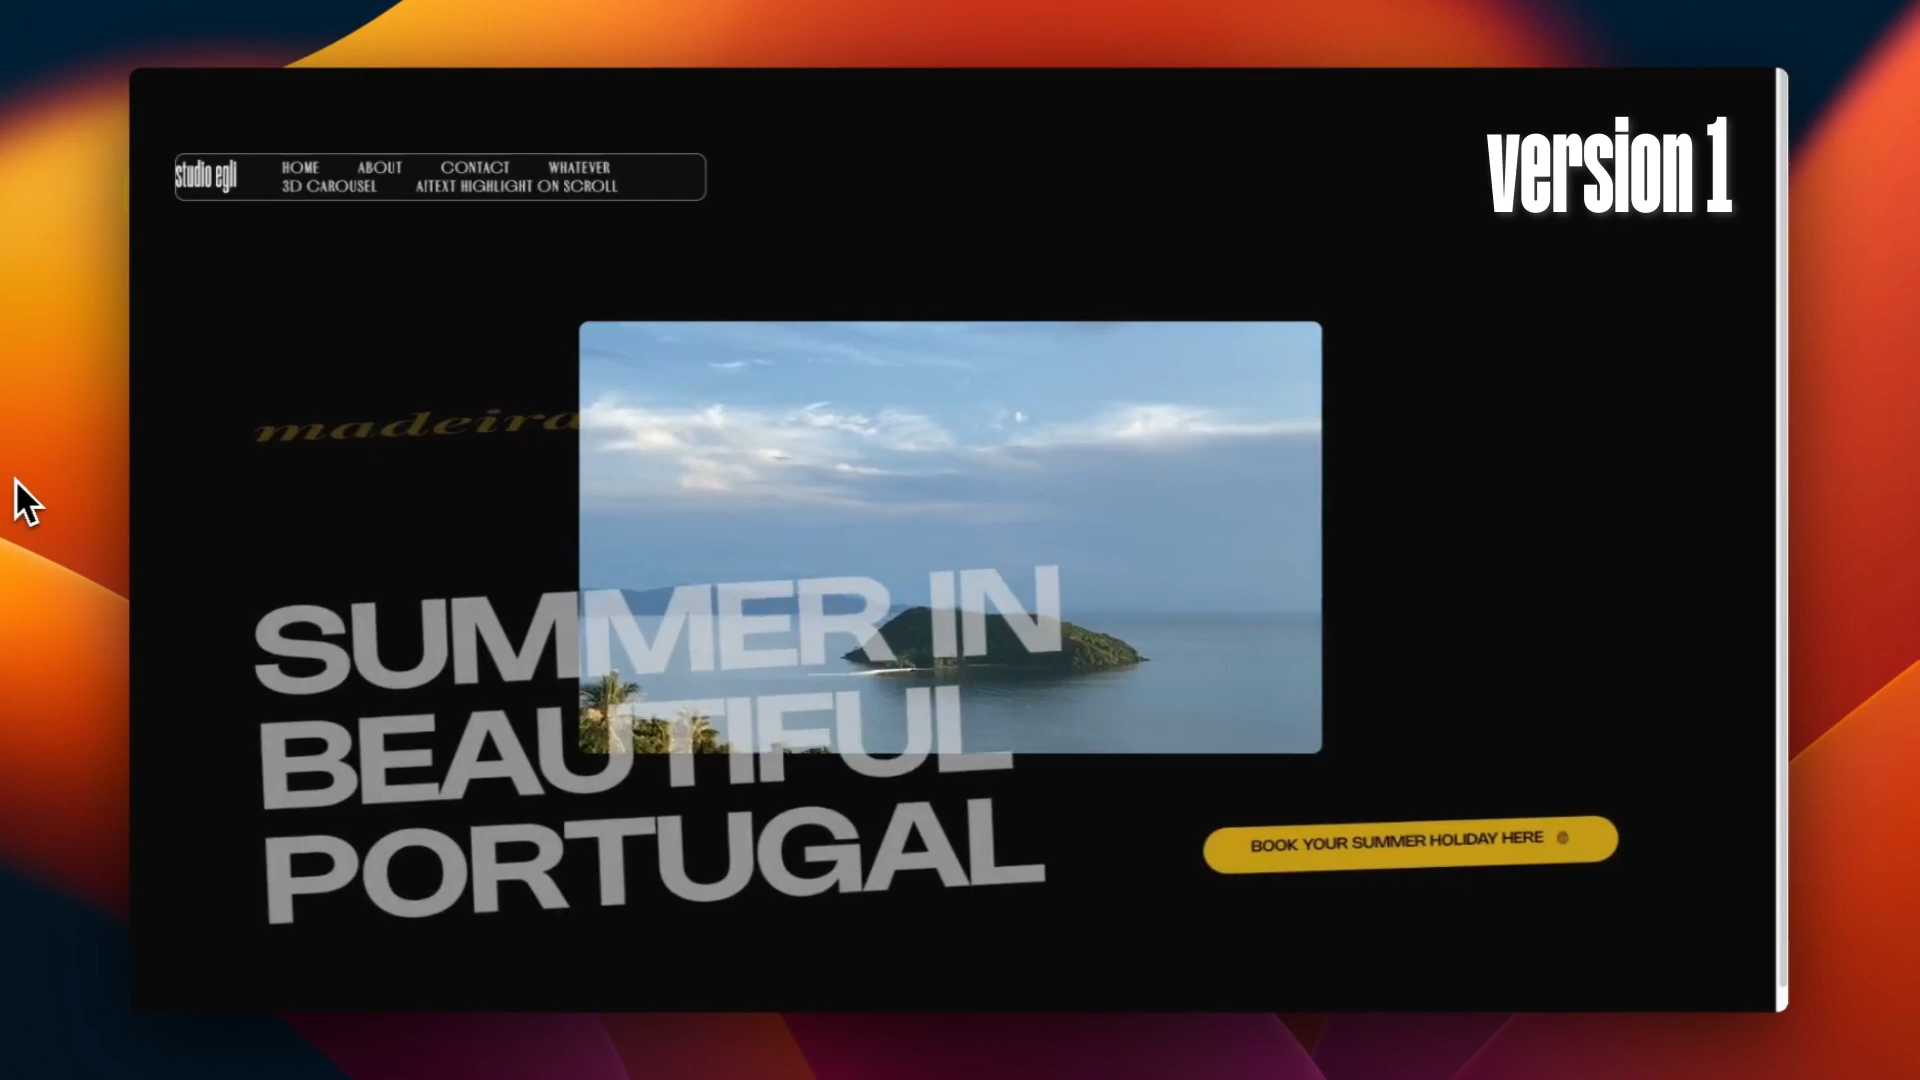 version 1
studio egli
HOME ABOUT CONTACT WHATEVER
3D CAROUSEL AITEXT HIGHLIGHT ON SCROLL
madeira
SUMMER IN
BEAUTIFUL
PORTUGAL
BOOK YOUR SUMMER HOLIDAY HERE